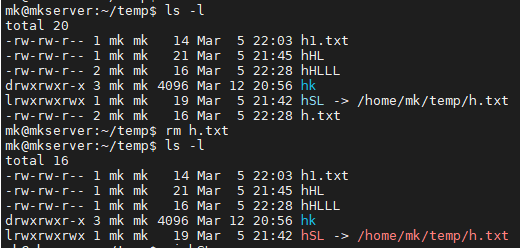 mk@mkserver:~/temp$ ls -l
total 20
-rw-rw-r-- 1 mk mk   14 Mar  5 22:03 h1.txt
-rw-rw-r-- 1 mk mk   21 Mar  5 21:45 hHL
-rw-rw-r-- 2 mk mk   16 Mar  5 22:28 hHLLL
drwxrwxr-x 3 mk mk 4096 Mar 12 20:56 hk
lrwxrwxrwx 1 mk mk   19 Mar  5 21:42 hSL -> /home/mk/temp/h.txt
-rw-rw-r-- 2 mk mk   16 Mar  5 22:28 h.txt
mk@mkserver:~/temp$ rm h.txt
mk@mkserver:~/temp$ ls -l
total 16
-rw-rw-r-- 1 mk mk   14 Mar  5 22:03 h1.txt
-rw-rw-r-- 1 mk mk   21 Mar  5 21:45 hHL
-rw-rw-r-- 1 mk mk   16 Mar  5 22:28 hHLLL
drwxrwxr-x 3 mk mk 4096 Mar 12 20:56 hk
lrwxrwxrwx 1 mk mk   19 Mar  5 21:42 hSL -> /home/mk/temp/h.txt